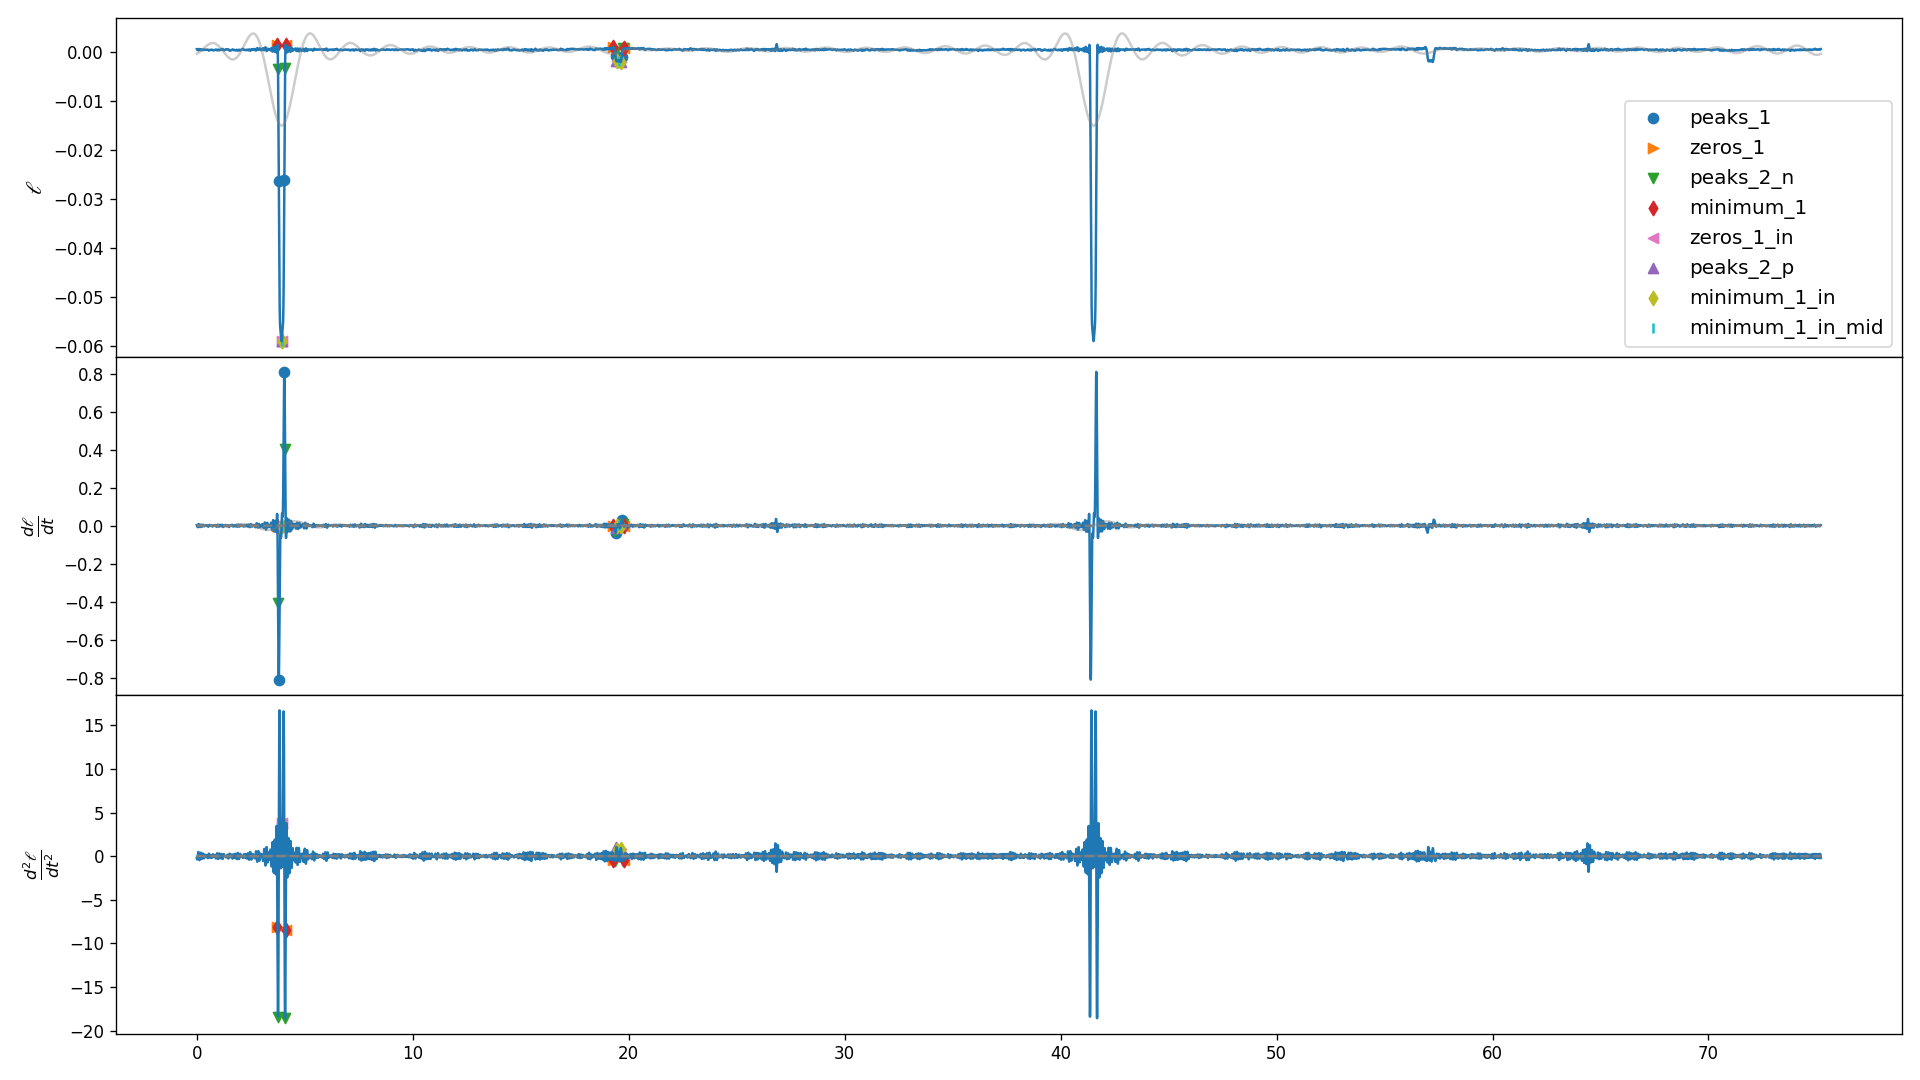 0.00
−0.01
−0.02
−0.03
−0.04
−0.05
−0.06
ℓ
peaks_1
zeros_1
peaks_2_n
minimum_1
zeros_1_in
peaks_2_p
minimum_1_in
minimum_1_in_mid
0.8
0.6
0.4
0.2
0.0
−0.2
−0.4
−0.6
−0.8
dℓ
dt
15
10
5
0
−5
−10
−15
−20
d²ℓ
dt²
0 10 20 30 40 50 60 70